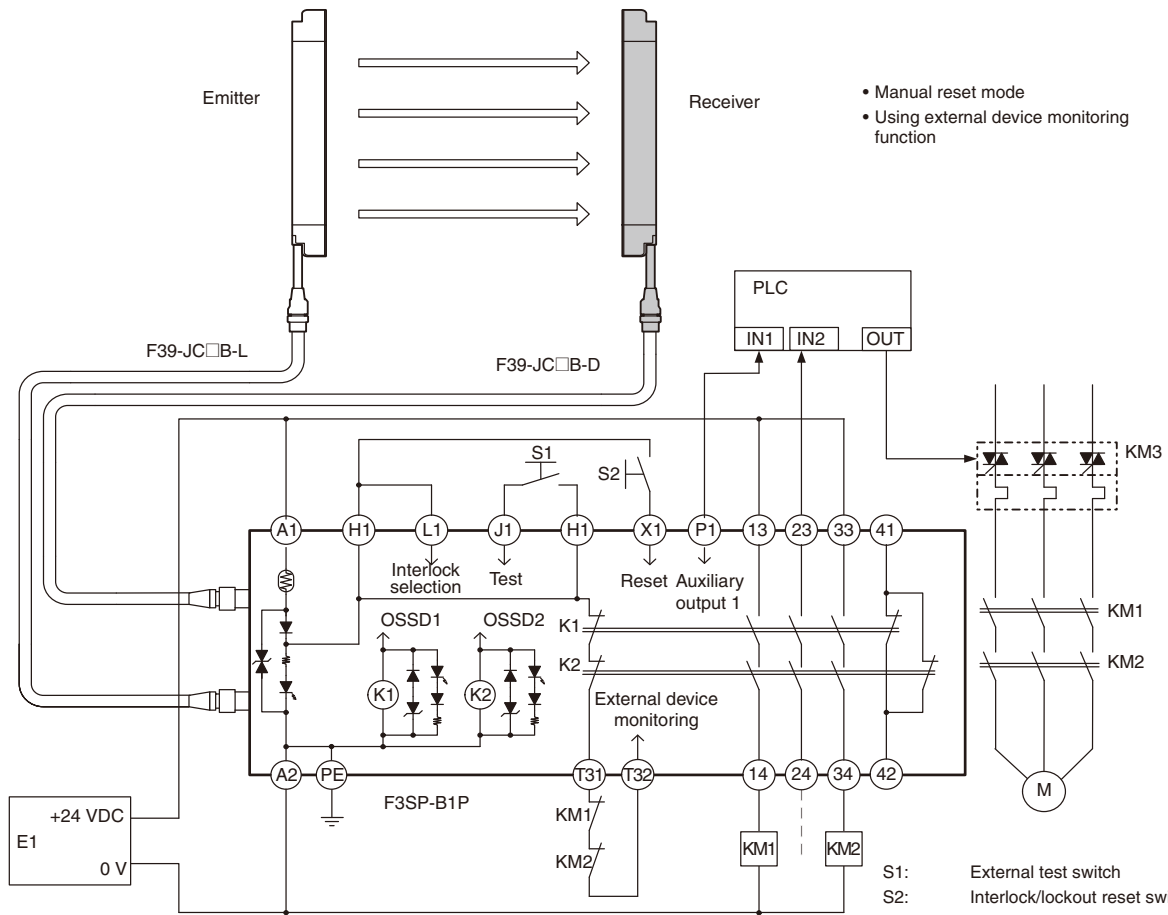 Emitter
Receiver
• Manual reset mode
• Using external device monitoring
function
F39-JC□B-L
F39-JC□B-D
PLC
IN1 IN2 OUT
KM3
S1
S2
A1 H1 L1 J1 H1 X1 P1 13 23 33 41
Interlock
selection
Test
Reset
Auxiliary
output 1
OSSD1 OSSD2
K1
K2
K1 K2
External device
monitoring
KM1
KM2
A2 PE T31 T32 14 24 34 42
F3SP-B1P
M
+24 VDC
E1
0 V
KM1
KM2
KM1 KM2
S1: External test switch
S2: Interlock/lockout reset sw